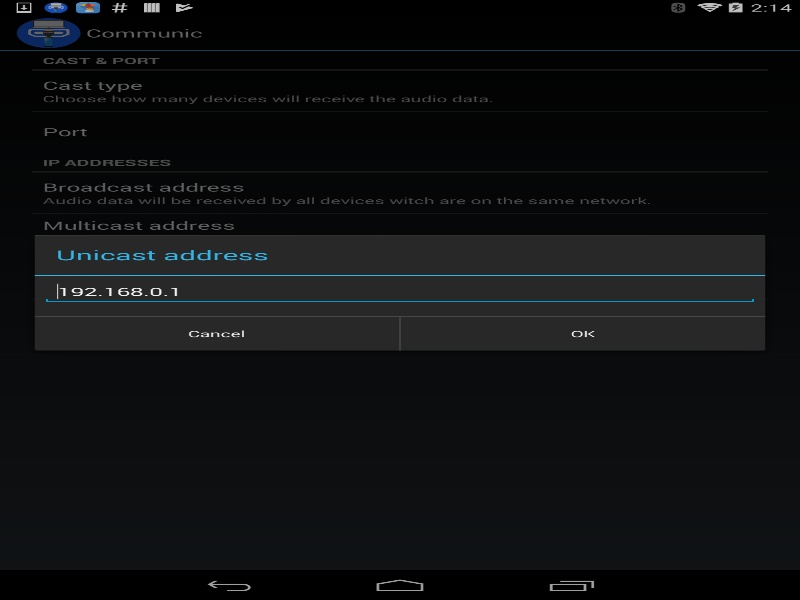 # 2:14
Communic
CAST & PORT
Cast type
Choose how many devices will receive the audio data.
Port
IP ADDRESSES
Broadcast address
Audio data will be received by all devices witch are on the same network.
Multicast address
Unicast address
192.168.0.1
Cancel OK